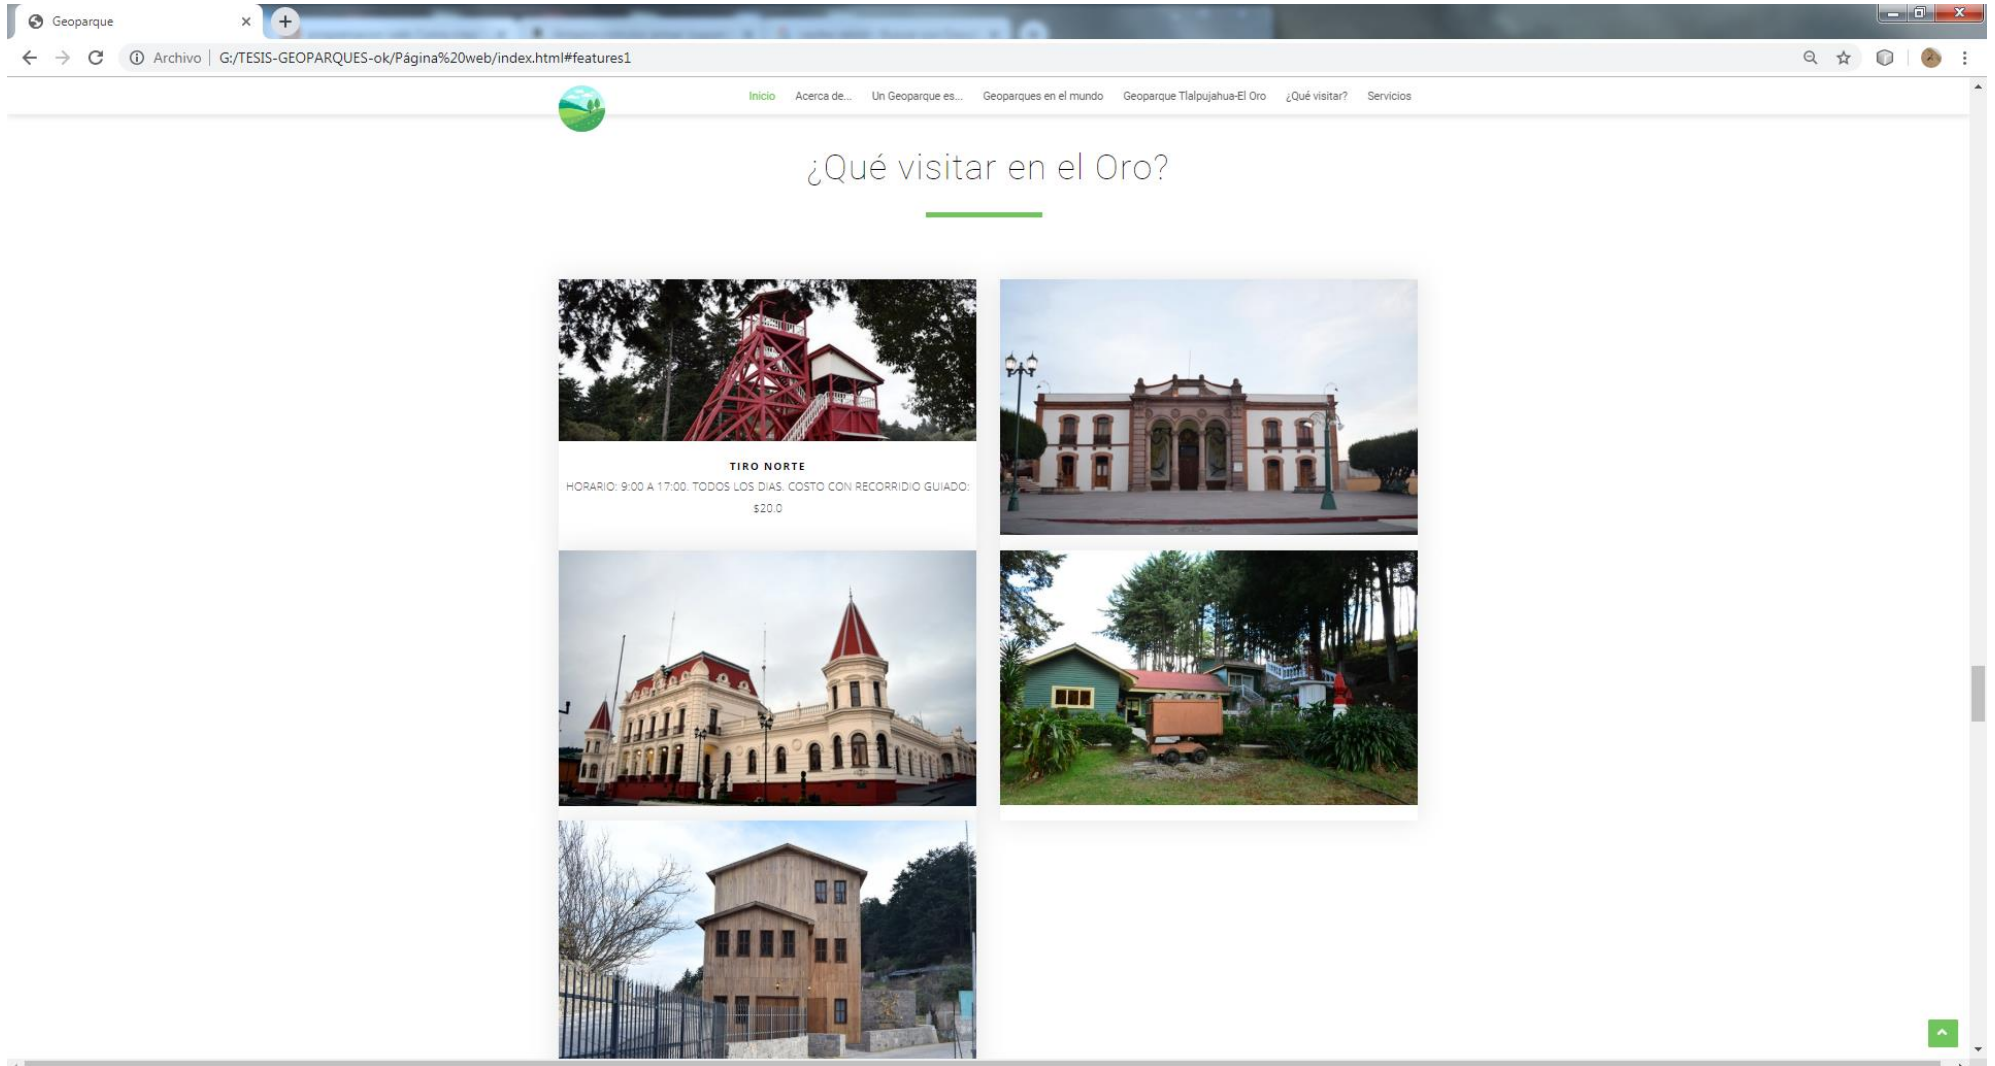 Geoparque
Archivo | G:/TESIS-GEOPARQUES-ok/Página%20web/index.html#features1
Inicio Acerca de... Un Geoparque es... Geoparques en el mundo Geoparque Tlalpujahua-El Oro ¿Qué visitar? Servicios
¿Qué visitar en el Oro?
TIRO NORTE
HORARIO: 9:00 A 17:00. TODOS LOS DIAS. COSTO CON RECORRIDIO GUIADO:
$20.0